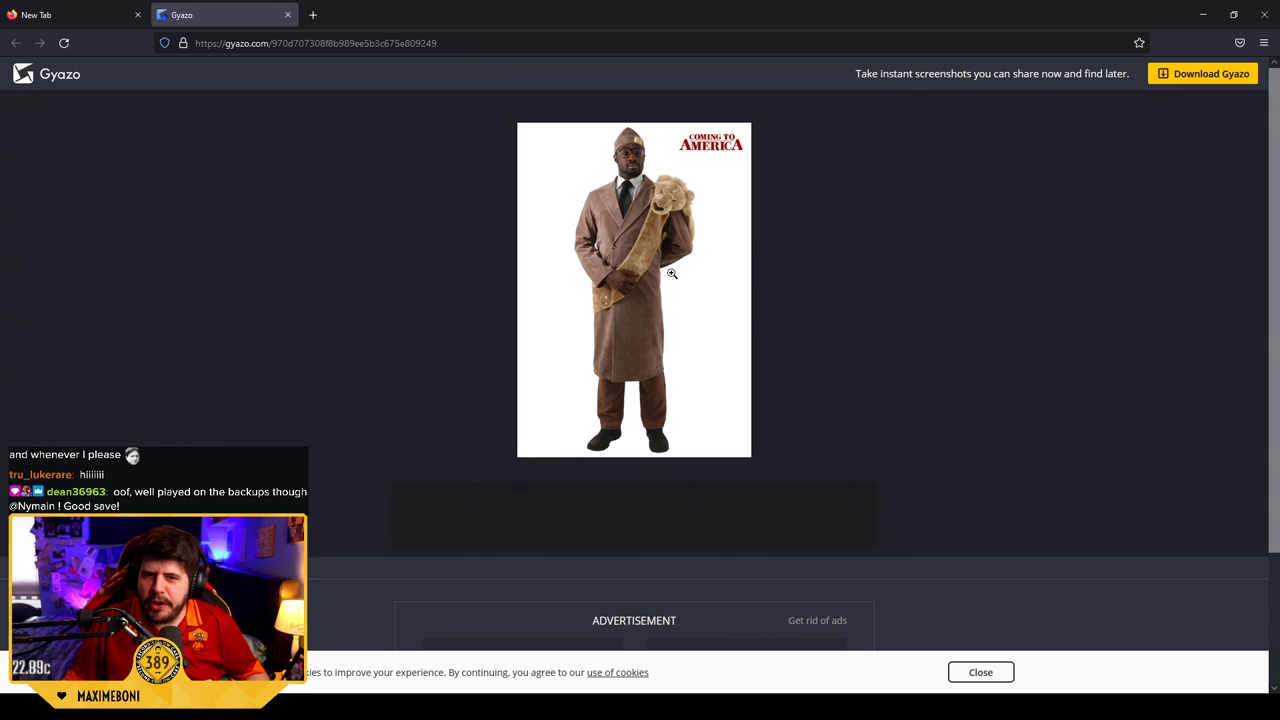 New Tab
Gyazo
https://gyazo.com/970d707308f8b989ee5b3c675e809249
Gyazo
Take instant screenshots you can share now and find later.
Download Gyazo
COMING TO
AMERICA
and whenever I please
tru_lukerare: hiiiiiii
dean36963: oof, well played on the backups though
@Nymain ! Good save!
ADVERTISEMENT
Get rid of ads
kies to improve your experience. By continuing, you agree to our use of cookies
Close
389
22.89c
MAXIMEBONI